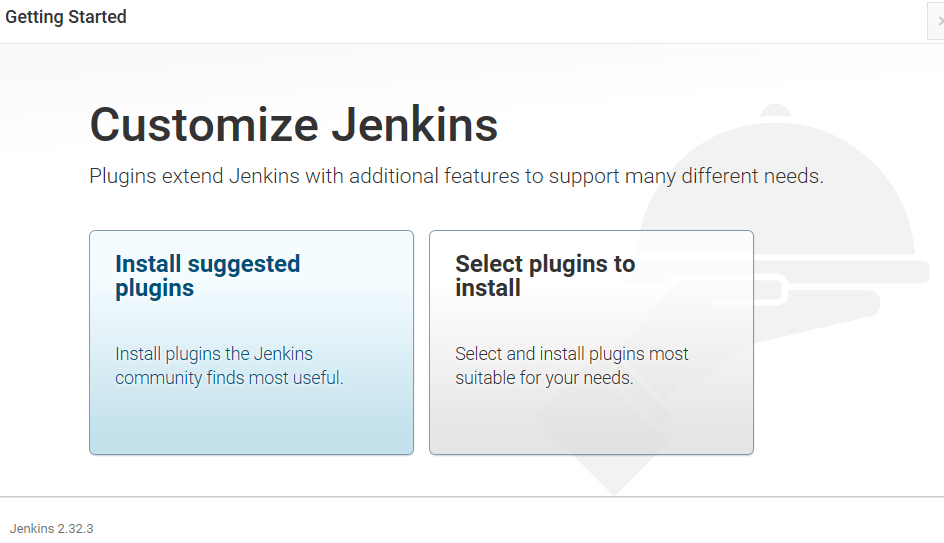 Getting Started
Customize Jenkins
Plugins extend Jenkins with additional features to support many different needs.
Install suggested
plugins
Install plugins the Jenkins
community finds most useful.
Select plugins to
install
Select and install plugins most
suitable for your needs.
Jenkins 2.32.3